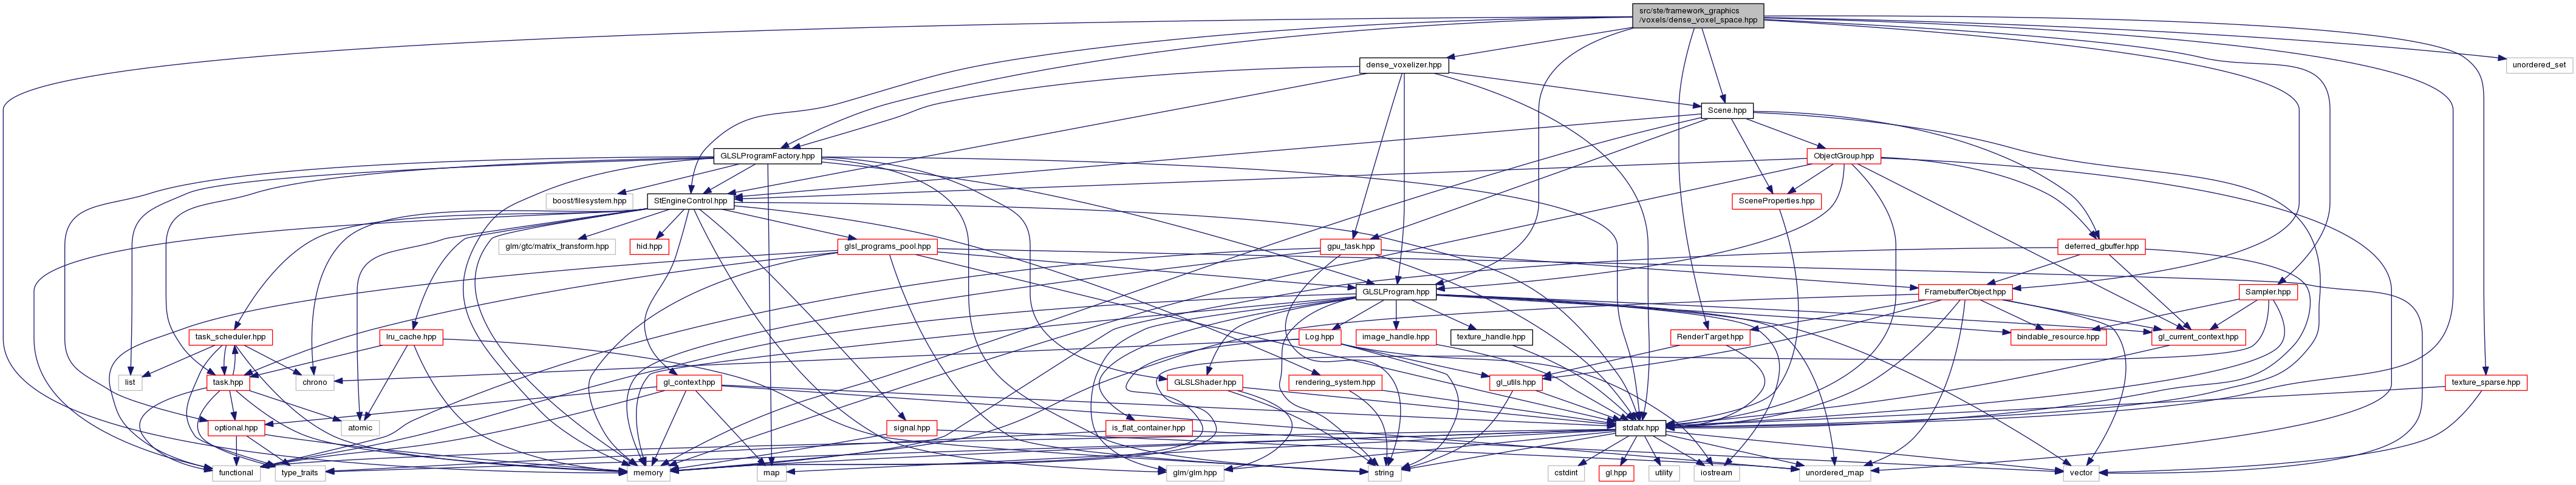 src/ste/framework_graphics
/voxels/dense_voxel_space.hpp
dense_voxelizer.hpp
unordered_set
Scene.hpp
GLSLProgramFactory.hpp
ObjectGroup.hpp
boost/filesystem.hpp
StEngineControl.hpp
SceneProperties.hpp
glm/gtc/matrix_transform.hpp
hid.hpp
glsl_programs_pool.hpp
gpu_task.hpp
deferred_gbuffer.hpp
GLSLProgram.hpp
FramebufferObject.hpp
Sampler.hpp
task_scheduler.hpp
lru_cache.hpp
Log.hpp
image_handle.hpp
texture_handle.hpp
RenderTarget.hpp
bindable_resource.hpp
gl_current_context.hpp
list
task.hpp
chrono
gl_context.hpp
GLSLShader.hpp
rendering_system.hpp
gl_utils.hpp
texture_sparse.hpp
optional.hpp
atomic
signal.hpp
is_flat_container.hpp
stdafx.hpp
functional
type_traits
memory
map
glm/glm.hpp
string
cstdint
gl.hpp
utility
iostream
unordered_map
vector